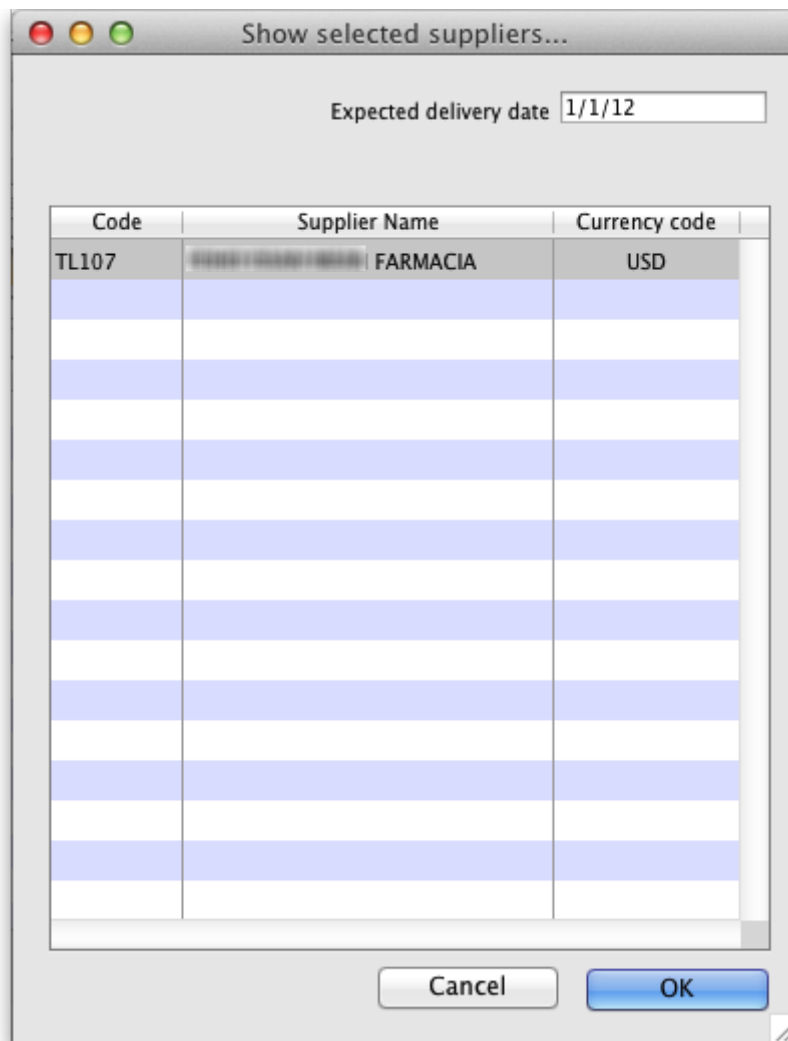 Show selected suppliers...
Expected delivery date 1/1/12
Code Supplier Name Currency code
TL107 FARMACIA USD
Cancel OK